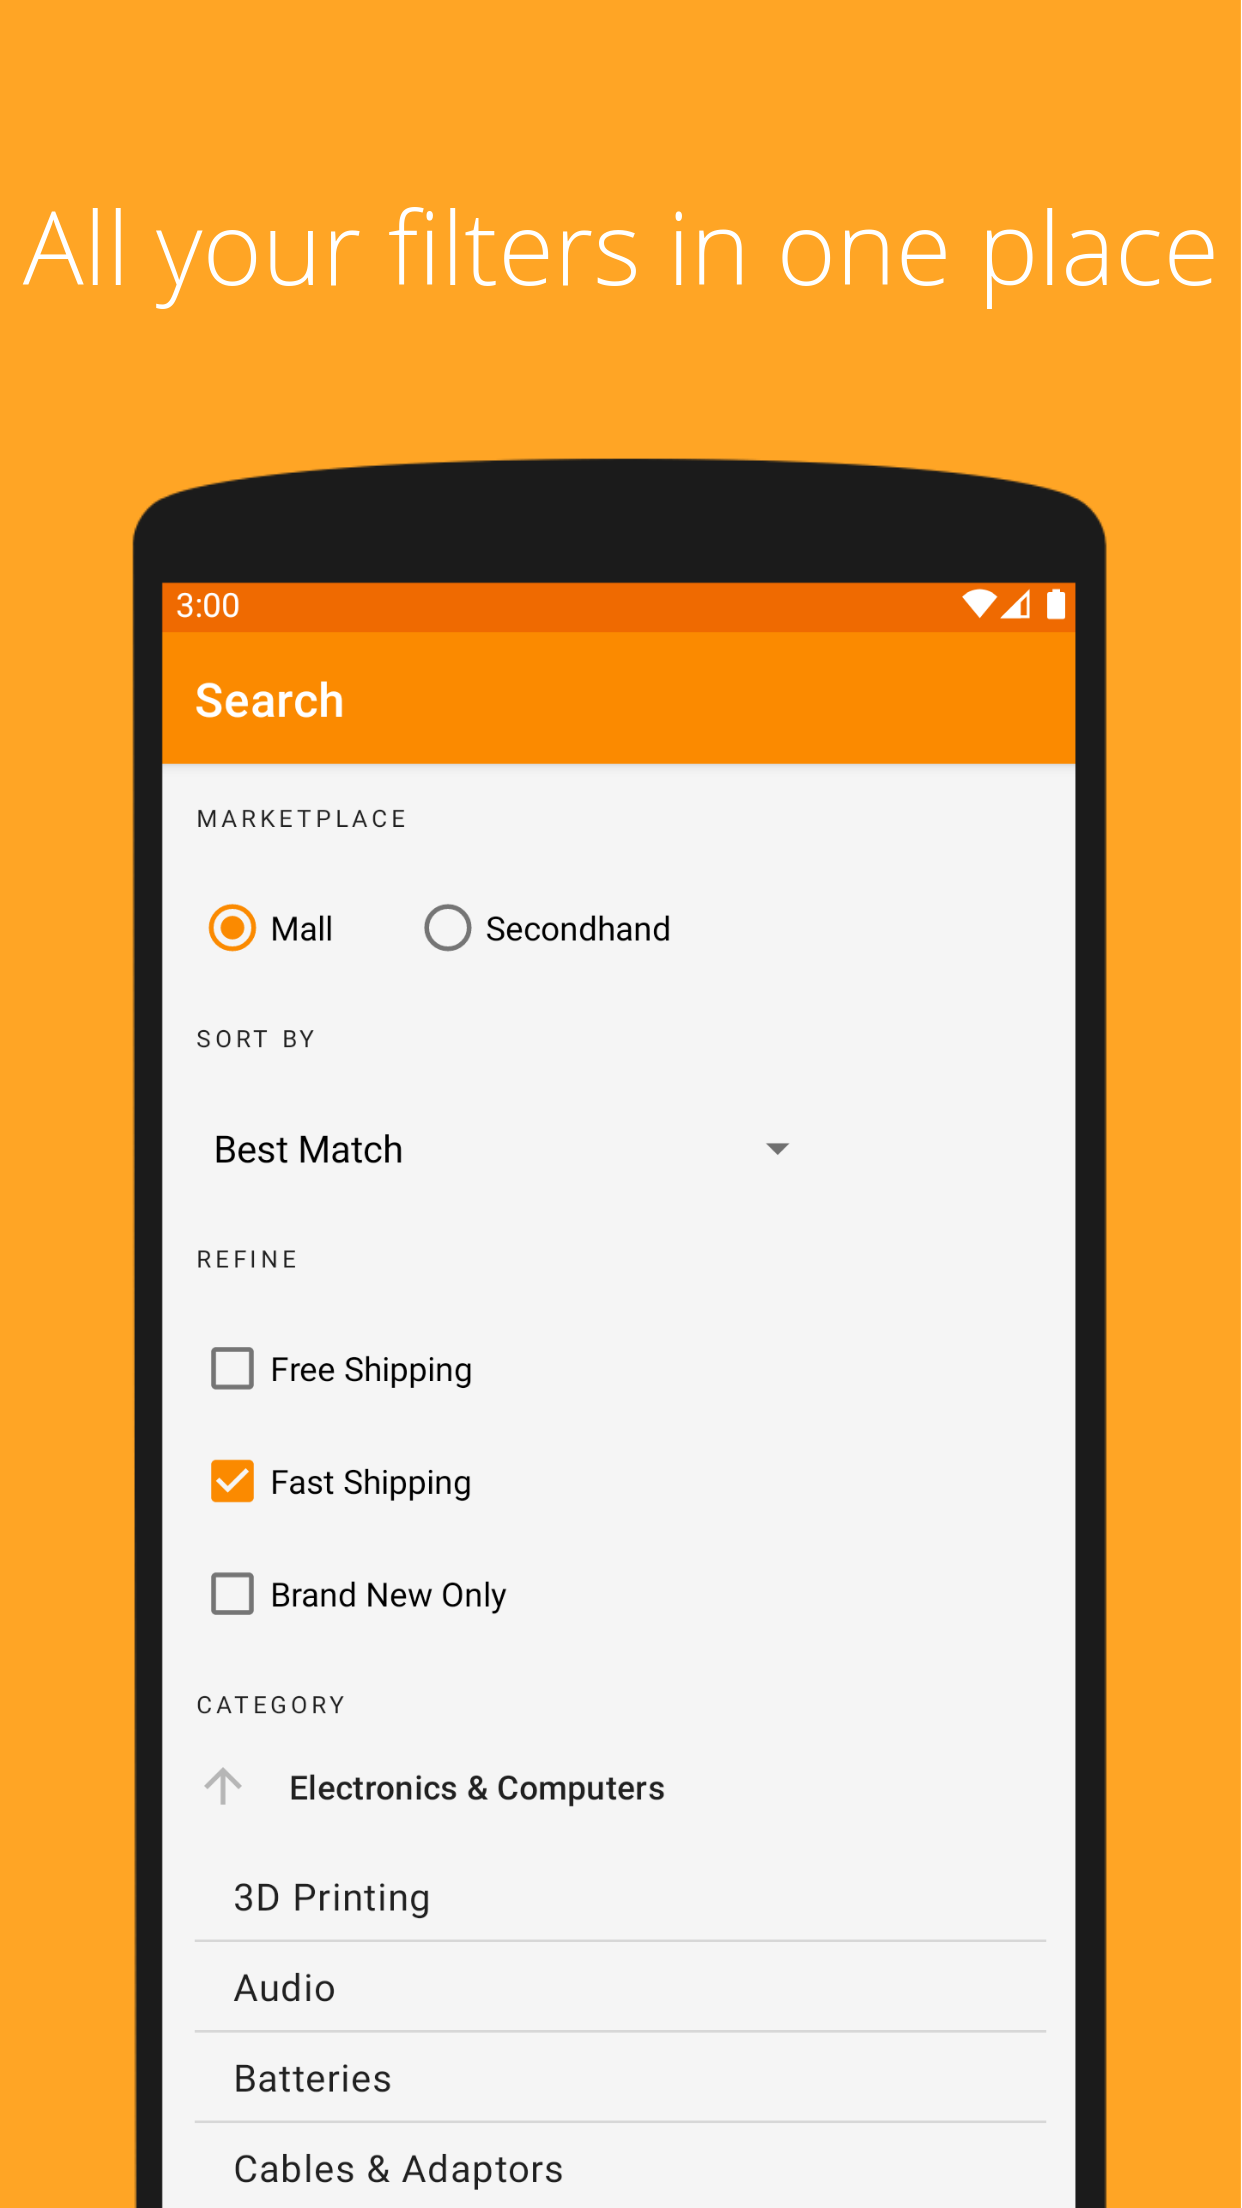 All your filters in one place
3:00
Search
MARKETPLACE
Mall Secondhand
SORT BY
Best Match
REFINE
Free Shipping
Fast Shipping
Brand New Only
CATEGORY
Electronics & Computers
3D Printing
Audio
Batteries
Cables & Adaptors